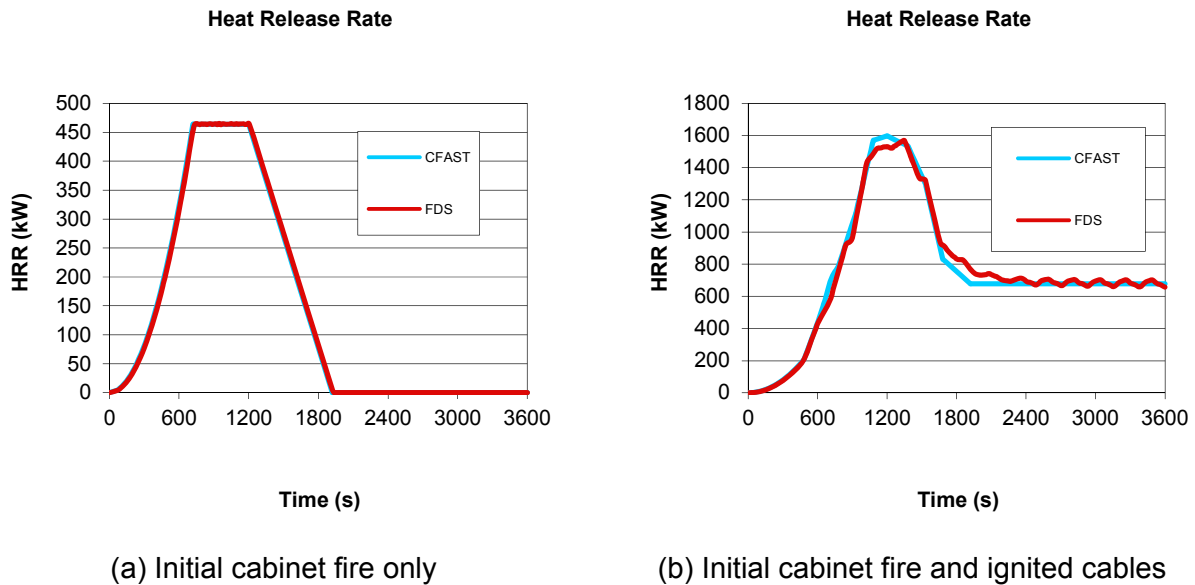 Heat Release Rate
500
450
400
350
300
250
200
150
100
50
0
HRR (kW)
CFAST
FDS
0 600 1200 1800 2400 3000 3600
Time (s)
(a) Initial cabinet fire only
Heat Release Rate
1800
1600
1400
1200
1000
800
600
400
200
0
HRR (kW)
CFAST
FDS
0 600 1200 1800 2400 3000 3600
Time (s)
(b) Initial cabinet fire and ignited cables